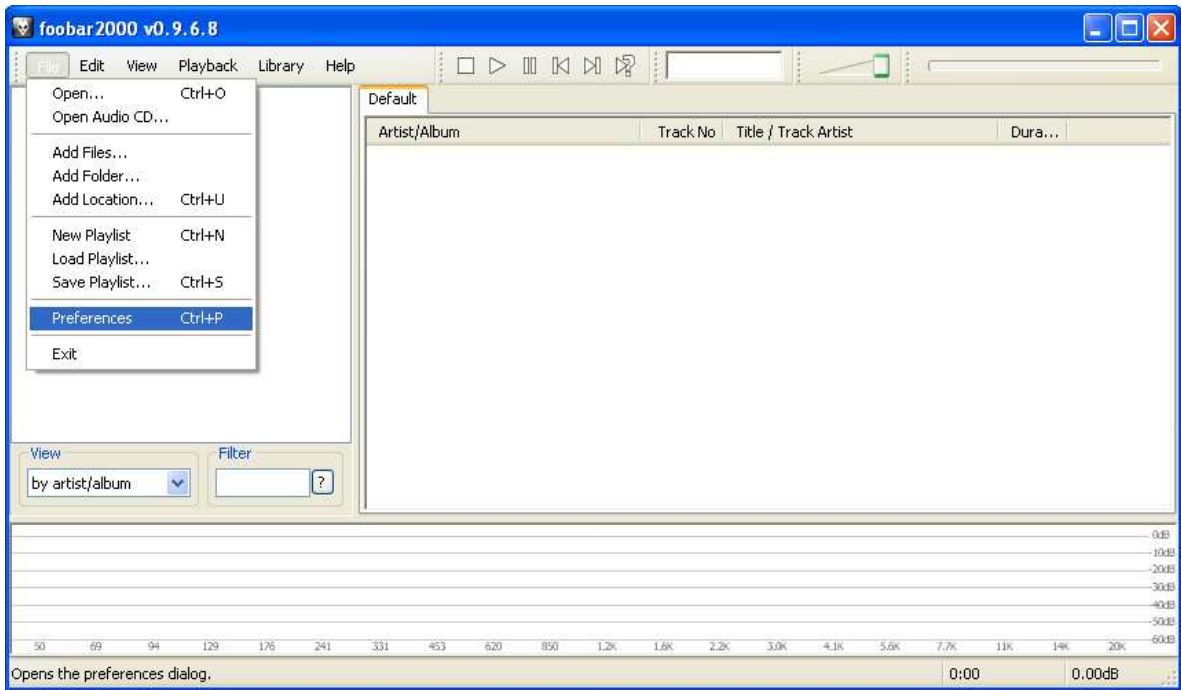 foobar2000 v0.9.6.8
File Edit View Playback Library Help
Open... Ctrl+O
Open Audio CD...
Add Files...
Add Folder...
Add Location... Ctrl+U
New Playlist Ctrl+N
Load Playlist...
Save Playlist... Ctrl+S
Preferences Ctrl+P
Exit
Default
Artist/Album Track No Title / Track Artist Dura...
View
by artist/album
Filter
?
0dB
-10dB
-20dB
-30dB
-40dB
-50dB
-60dB
50 69 94 129 176 241 331 453 620 850 1.2K 1.6K 2.2K 3.0K 4.1K 5.6K 7.7K 11K 14K 20K
Opens the preferences dialog. 0:00 0.00dB